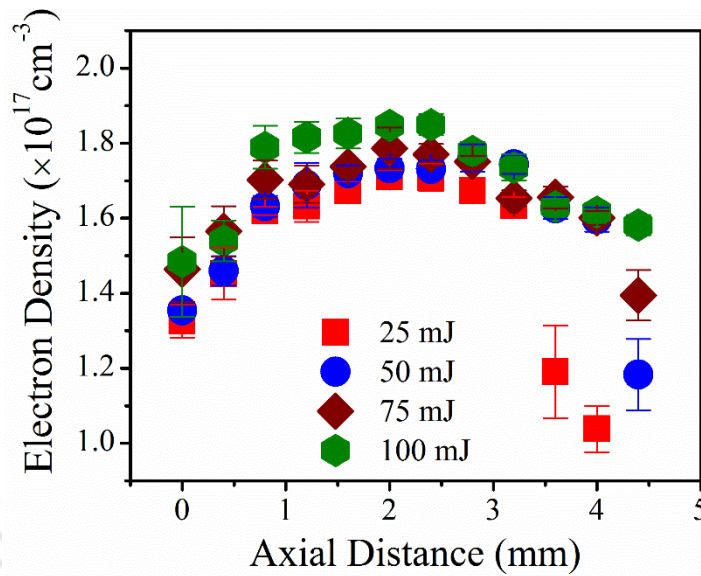 Electron Density (×10¹⁷cm⁻³)
2.0
1.8
1.6
1.4
1.2
1.0
25 mJ
50 mJ
75 mJ
100 mJ
0 1 2 3 4 5
Axial Distance (mm)